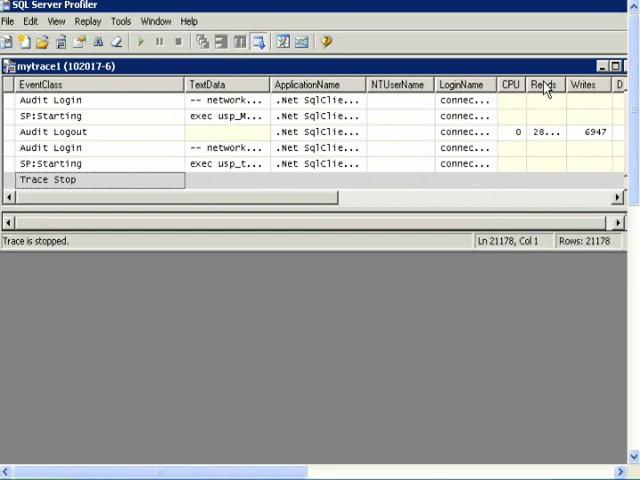 SQL Server Profiler
File Edit View Replay Tools Window Help
mytrace1 (102017-6)
EventClass TextData ApplicationName NTUserName LoginName CPU Reads Writes D
Audit Login -- network... .Net SqlClie... connec...
SP:Starting exec usp_M... .Net SqlClie... connec...
Audit Logout .Net SqlClie... connec... 0 28... 6947
Audit Login -- network... .Net SqlClie... connec...
SP:Starting exec usp_t... .Net SqlClie... connec...
Trace Stop
Trace is stopped. Ln 21178, Col 1 Rows: 21178